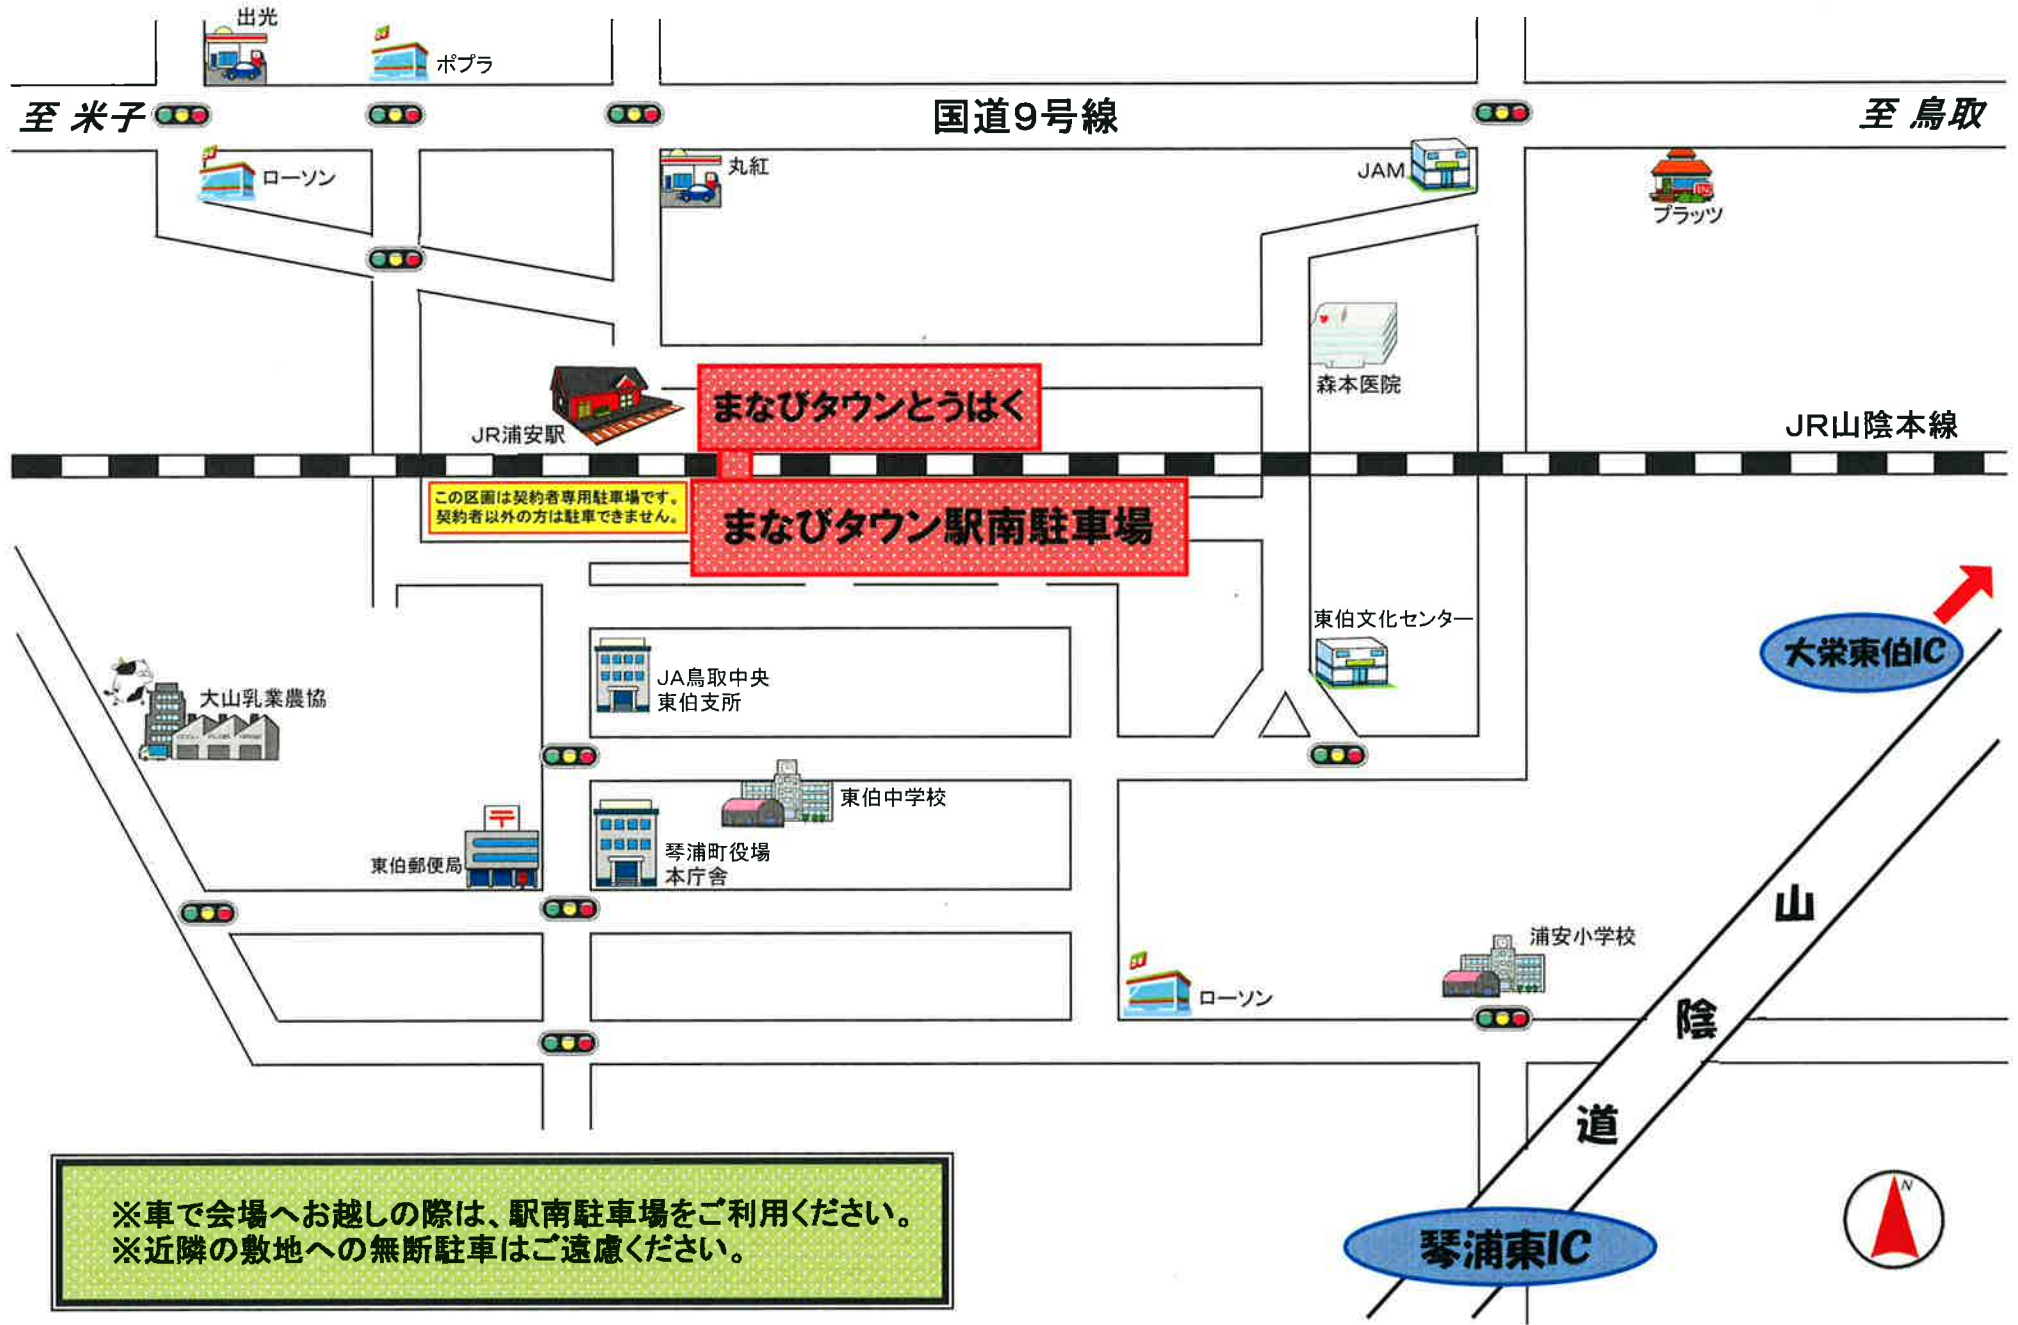 出光
ポプラ
至 米子
国道9号線
至 鳥取
ローソン
丸紅
JAM
プラッツ
森本医院
まなびタウンとうはく
JR浦安駅
JR山陰本線
この区画は契約者専用駐車場です。
契約者以外の方は駐車できません。
まなびタウン駅南駐車場
東伯文化センター
大栄東伯IC
JA鳥取中央
東伯支所
大山乳業農協
東伯中学校
琴浦町役場
本庁舎
東伯郵便局
山
陰
道
浦安小学校
ローソン
※車で会場へお越しの際は、駅南駐車場をご利用ください。
※近隣の敷地への無断駐車はご遠慮ください。
琴浦東IC
N